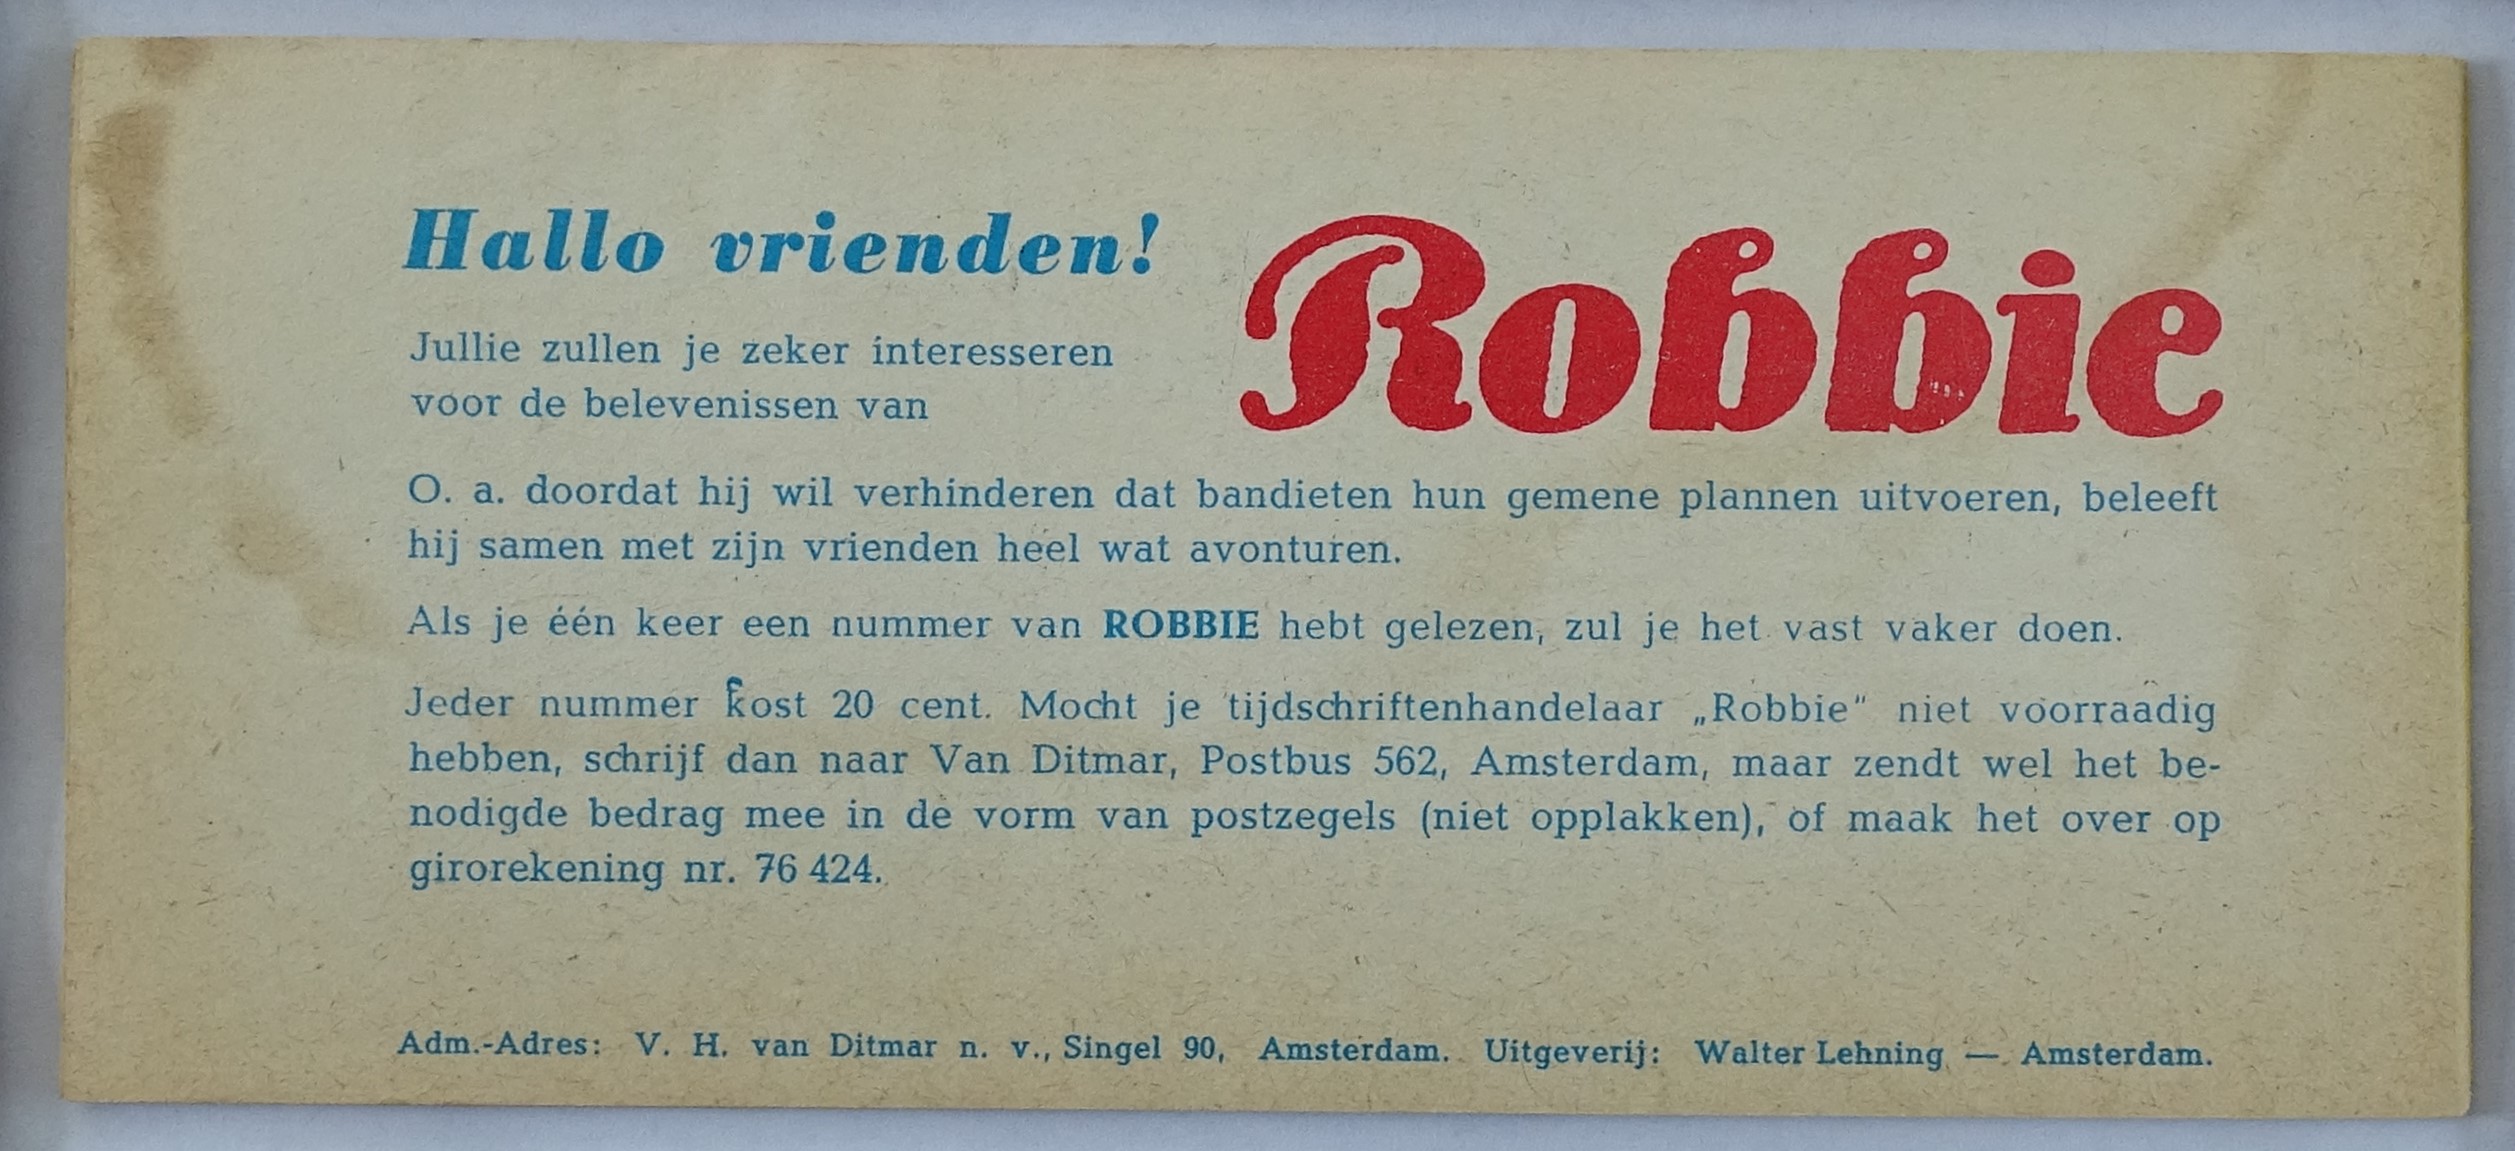 Hallo vrienden!
Robbie
Jullie zullen je zeker interesseren
voor de belevenissen van
O. a. doordat hij wil verhinderen dat bandieten hun gemene plannen uitvoeren, beleeft
hij samen met zijn vrienden heel wat avonturen.
Als je één keer een nummer van ROBBIE hebt gelezen, zul je het vast vaker doen.
Jeder nummer kost 20 cent. Mocht je tijdschriftenhandelaar „Robbie" niet voorraadig
hebben, schrijf dan naar Van Ditmar, Postbus 562, Amsterdam, maar zendt wel het be-
nodigde bedrag mee in de vorm van postzegels (niet opplakken), of maak het over op
girorekening nr. 76 424.
Adm.-Adres: V. H. van Ditmar n. v., Singel 90, Amsterdam. Uitgeverij: Walter Lehning — Amsterdam.